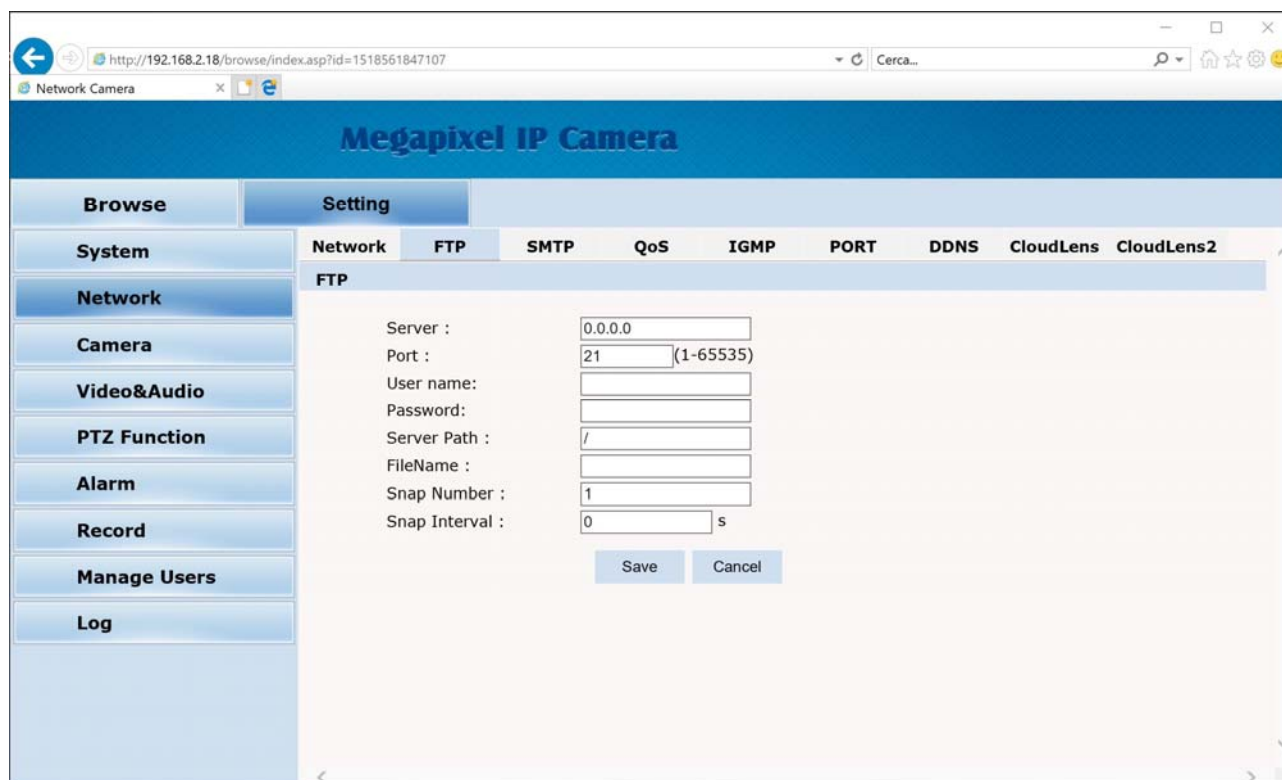 http://192.168.2.18/browse/index.asp?id=1518561847107
Cerca...
Network Camera
Megapixel IP Camera
Browse
Setting
System
Network
Camera
Video&Audio
PTZ Function
Alarm
Record
Manage Users
Log
Network FTP SMTP QoS IGMP PORT DDNS CloudLens CloudLens2
FTP
Server : 0.0.0.0
Port : 21 (1-65535)
User name:
Password:
Server Path : /
FileName :
Snap Number : 1
Snap Interval : 0 s
Save Cancel